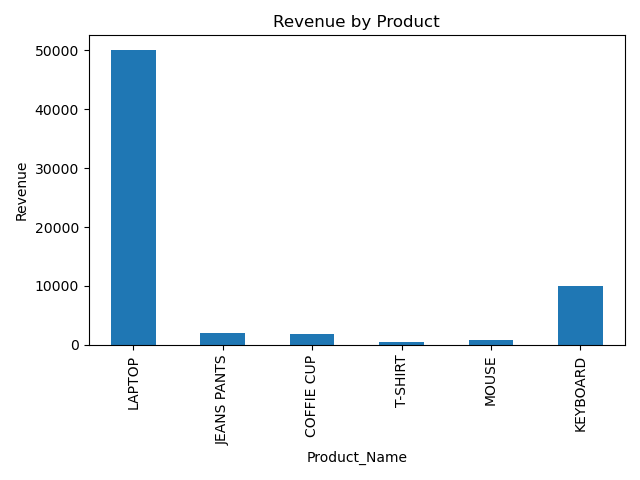 Revenue by Product
50000
40000
30000
20000
10000
0
Revenue
LAPTOP
JEANS PANTS
COFFIE CUP
T-SHIRT
MOUSE
KEYBOARD
Product_Name